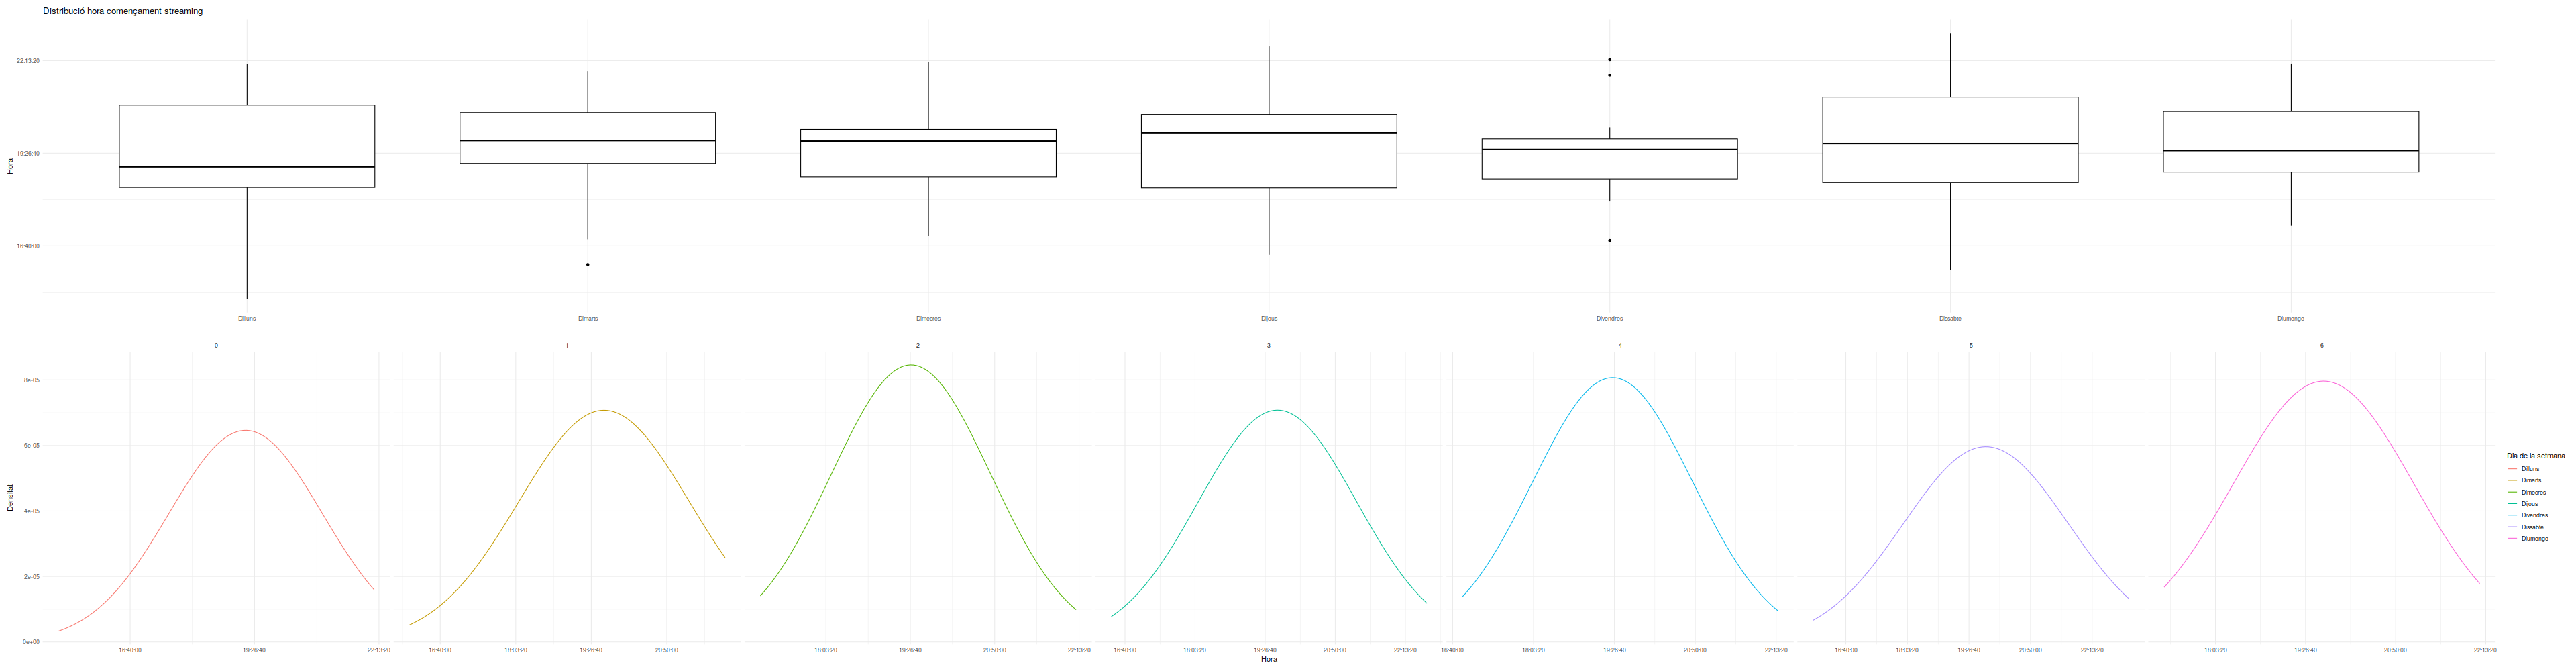 Distribució hora començament streaming
Hora
22:13:20
19:26:40
16:40:00
Dilluns
Dimarts
Dimecres
Dijous
Divendres
Dissabte
Diumenge
0
1
2
3
4
5
6
Densitat
8e-05
6e-05
4e-05
2e-05
0e+00
16:40:00 19:26:40 22:13:20
16:40:00 18:03:20 19:26:40 20:50:00
18:03:20 19:26:40 20:50:00 22:13:20
16:40:00 18:03:20 19:26:40 20:50:00 22:13:20
16:40:00 18:03:20 19:26:40 20:50:00 22:13:20
16:40:00 18:03:20 19:26:40 20:50:00 22:13:20
18:03:20 19:26:40 20:50:00 22:13:20
Hora
Dia de la setmana
Dilluns
Dimarts
Dimecres
Dijous
Divendres
Dissabte
Diumenge